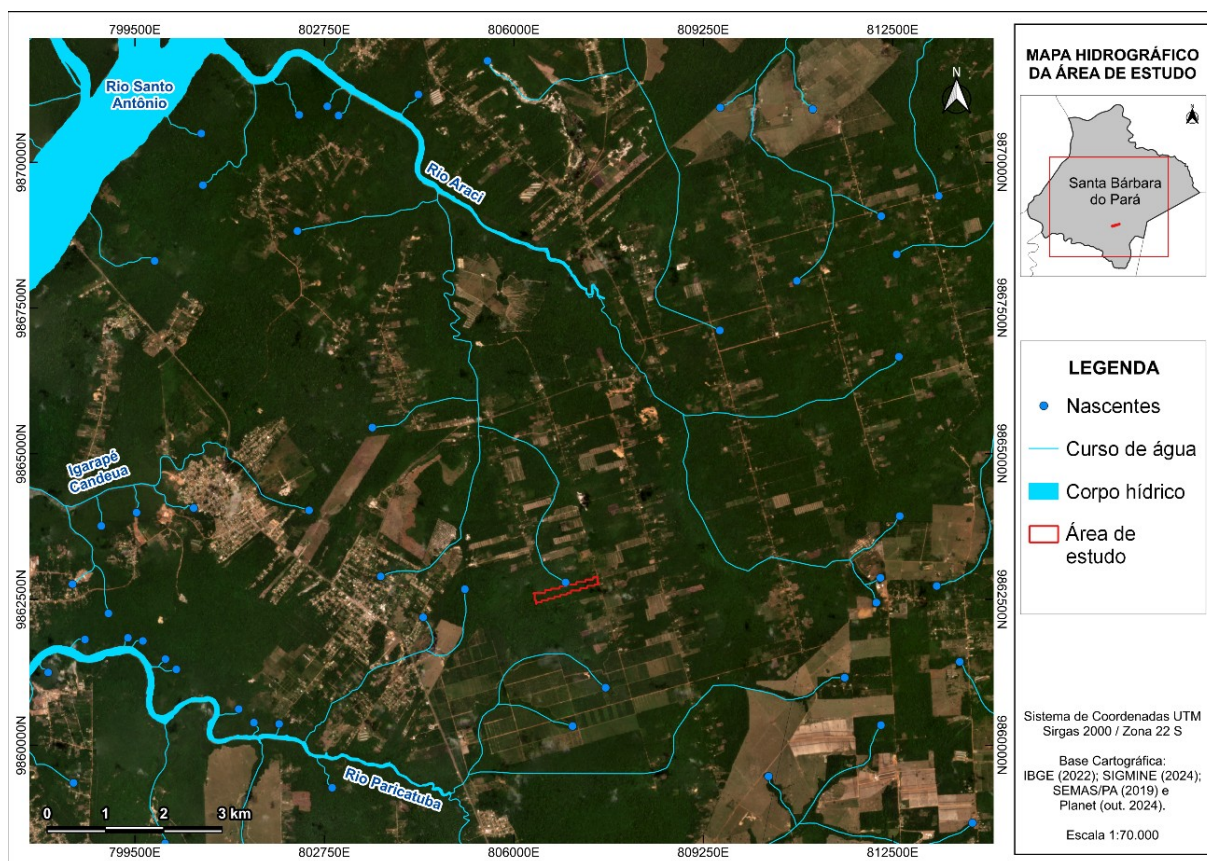 799500E
802750E
806000E
809250E
812500E
Rio Santo
Antônio
N
9870000N
9870000N
Rio Araci
9867500N
9867500N
9865000N
9865000N
Igarapé
Candeua
9862500N
9862500N
9860000N
9860000N
Rio Paricatuba
0 1 2 3 km
799500E
802750E
806000E
809250E
812500E
MAPA HIDROGRÁFICO
DA ÁREA DE ESTUDO
N
Santa Bárbara
do Pará
LEGENDA
Nascentes
Curso de água
Corpo hídrico
Área de
estudo
Sistema de Coordenadas UTM
Sirgas 2000 / Zona 22 S
Base Cartográfica:
IBGE (2022); SIGMINE (2024);
SEMAS/PA (2019) e
Planet (out. 2024).
Escala 1:70.000